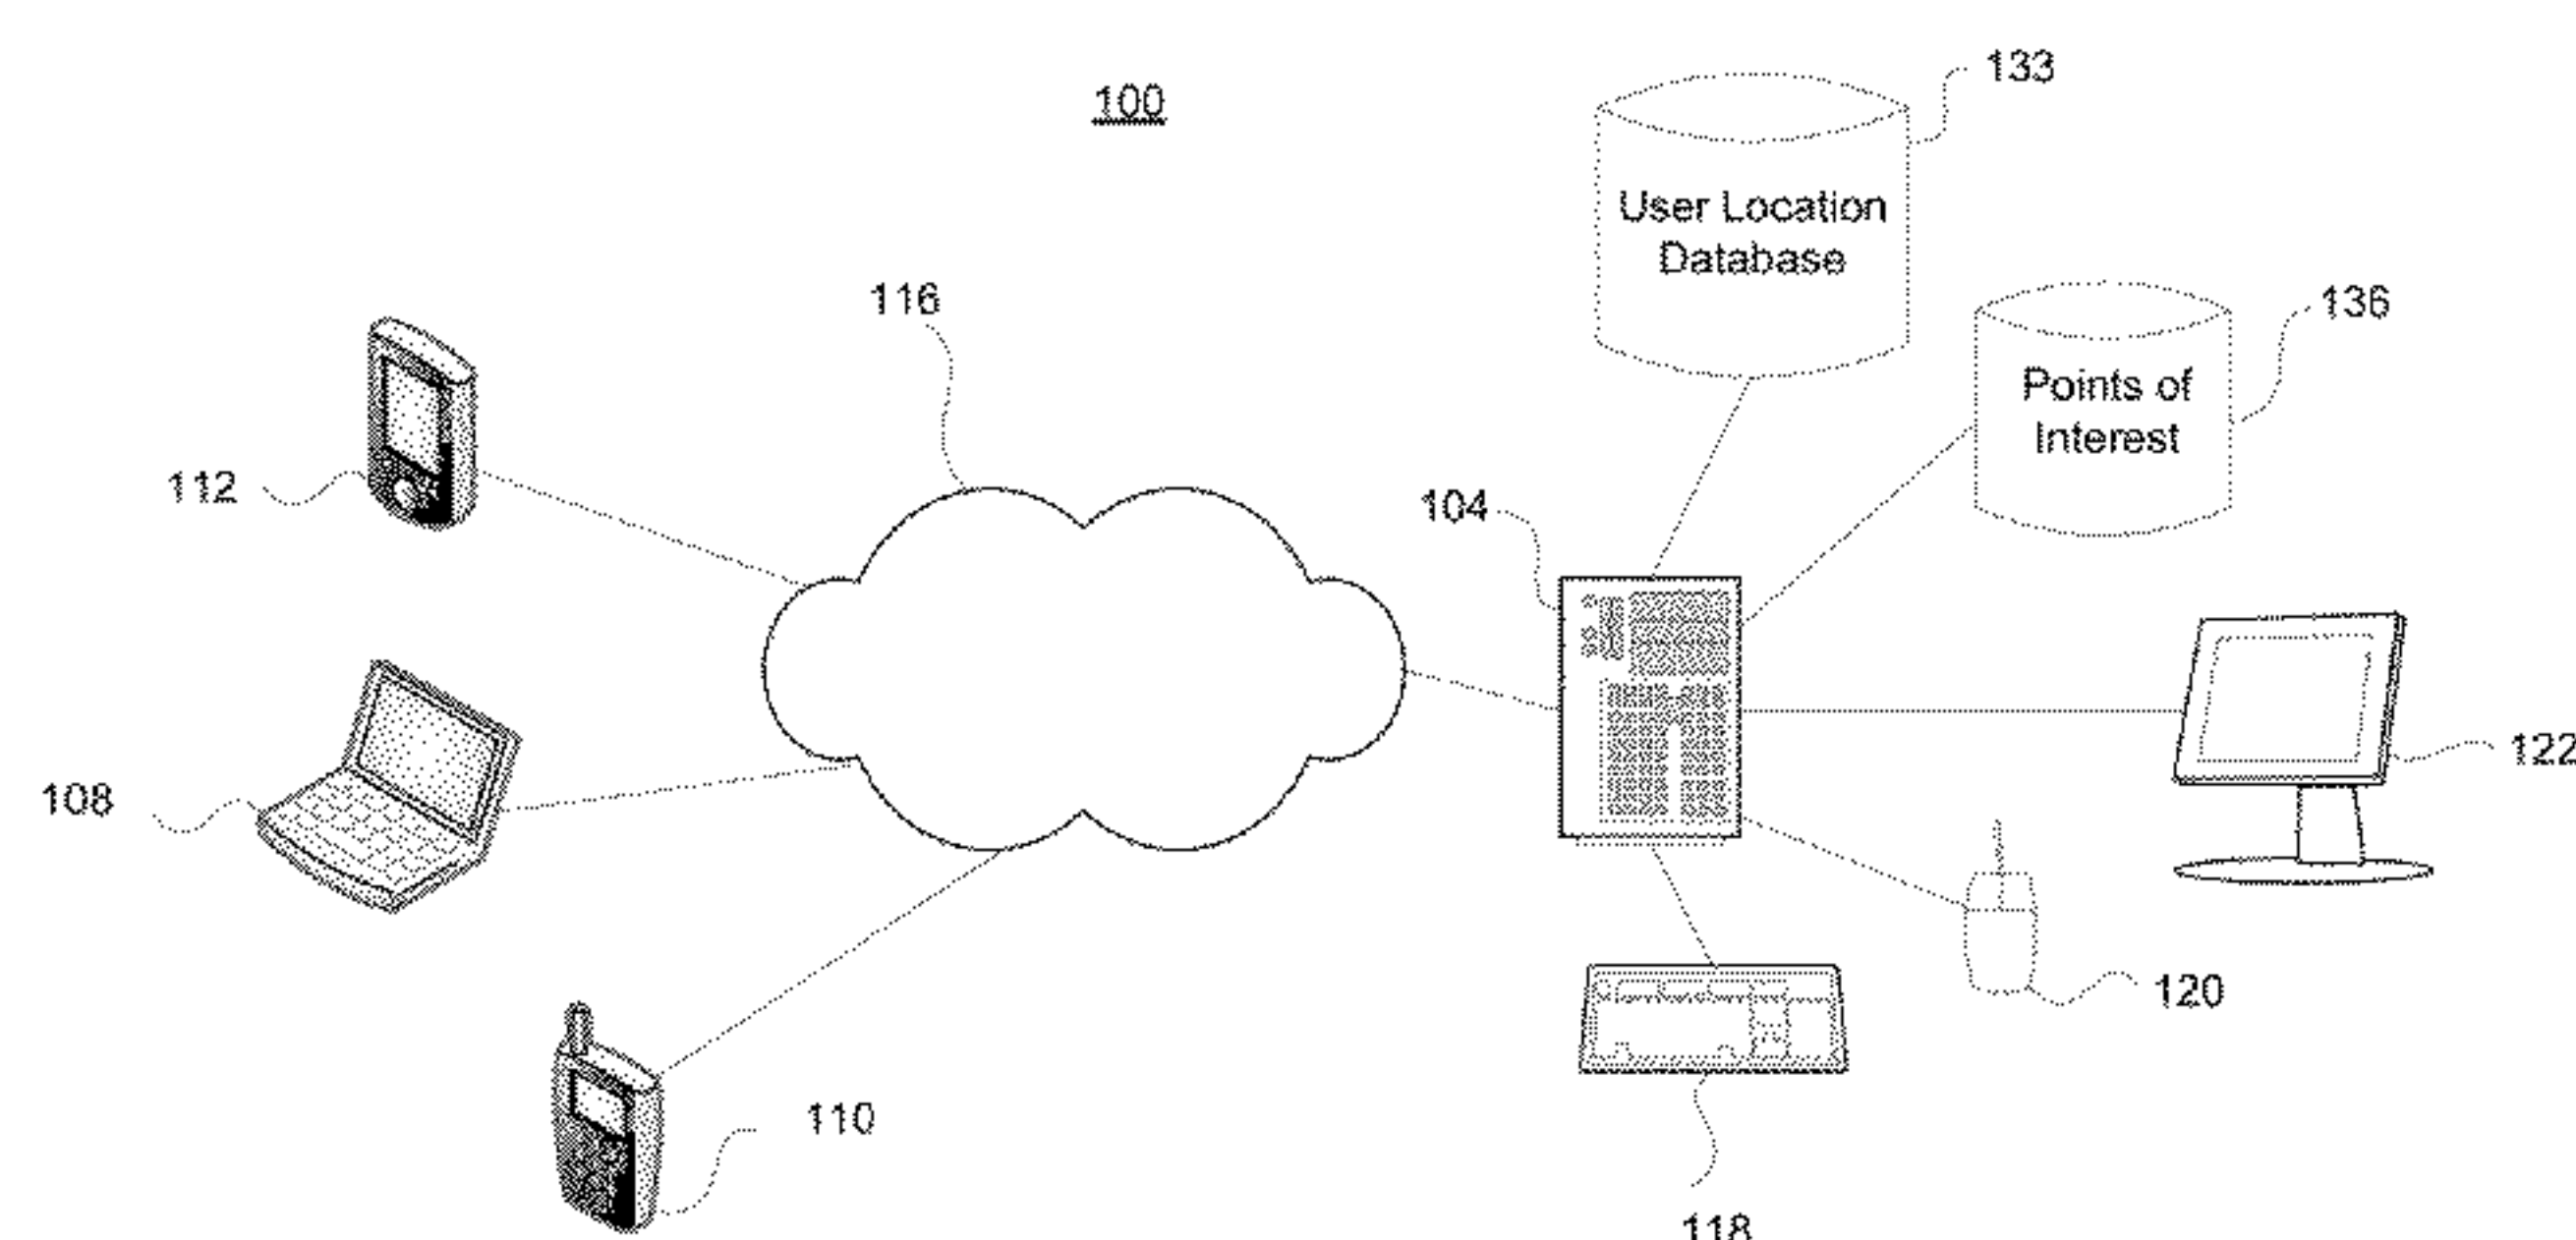 100
133
User Location
Database
116
136
Points of
Interest
112
104
108
122
120
110
118